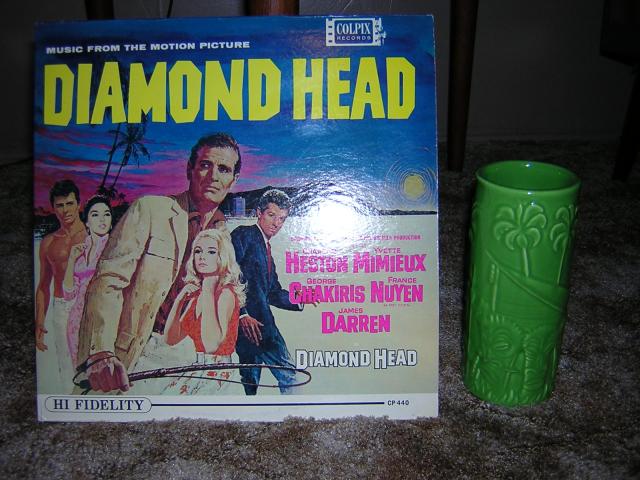 COLPIX
RECORDS
MUSIC FROM THE MOTION PICTURE
DIAMOND HEAD
YVETTE
HESTON MIMIEUX
GEORGE FRANCE
CHAKIRIS NUYEN
JAMES
DARREN
DIAMOND HEAD
HI FIDELITY
CP 440